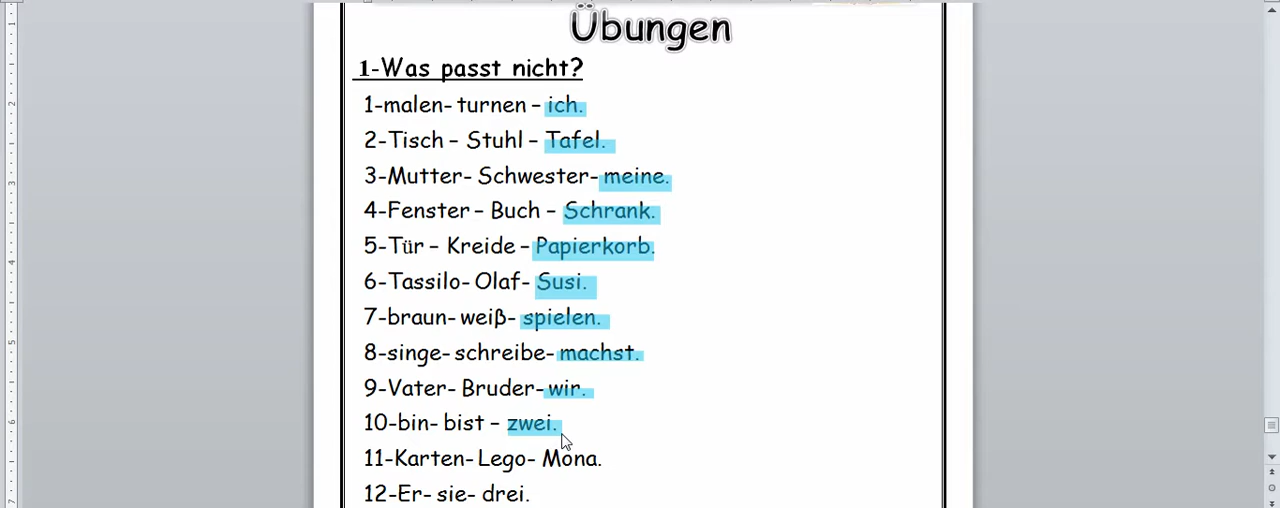 Übungen
1-Was passt nicht?
1-malen- turnen – ich.
2-Tisch – Stuhl – Tafel.
3-Mutter- Schwester- meine.
4-Fenster – Buch – Schrank.
5-Tür – Kreide – Papierkorb.
6-Tassilo- Olaf- Susi.
7-braun- weiβ- spielen.
8-singe- schreibe- machst.
9-Vater- Bruder- wir.
10-bin- bist – zwei.
11-Karten- Lego- Mona.
12-Er- sie- drei.